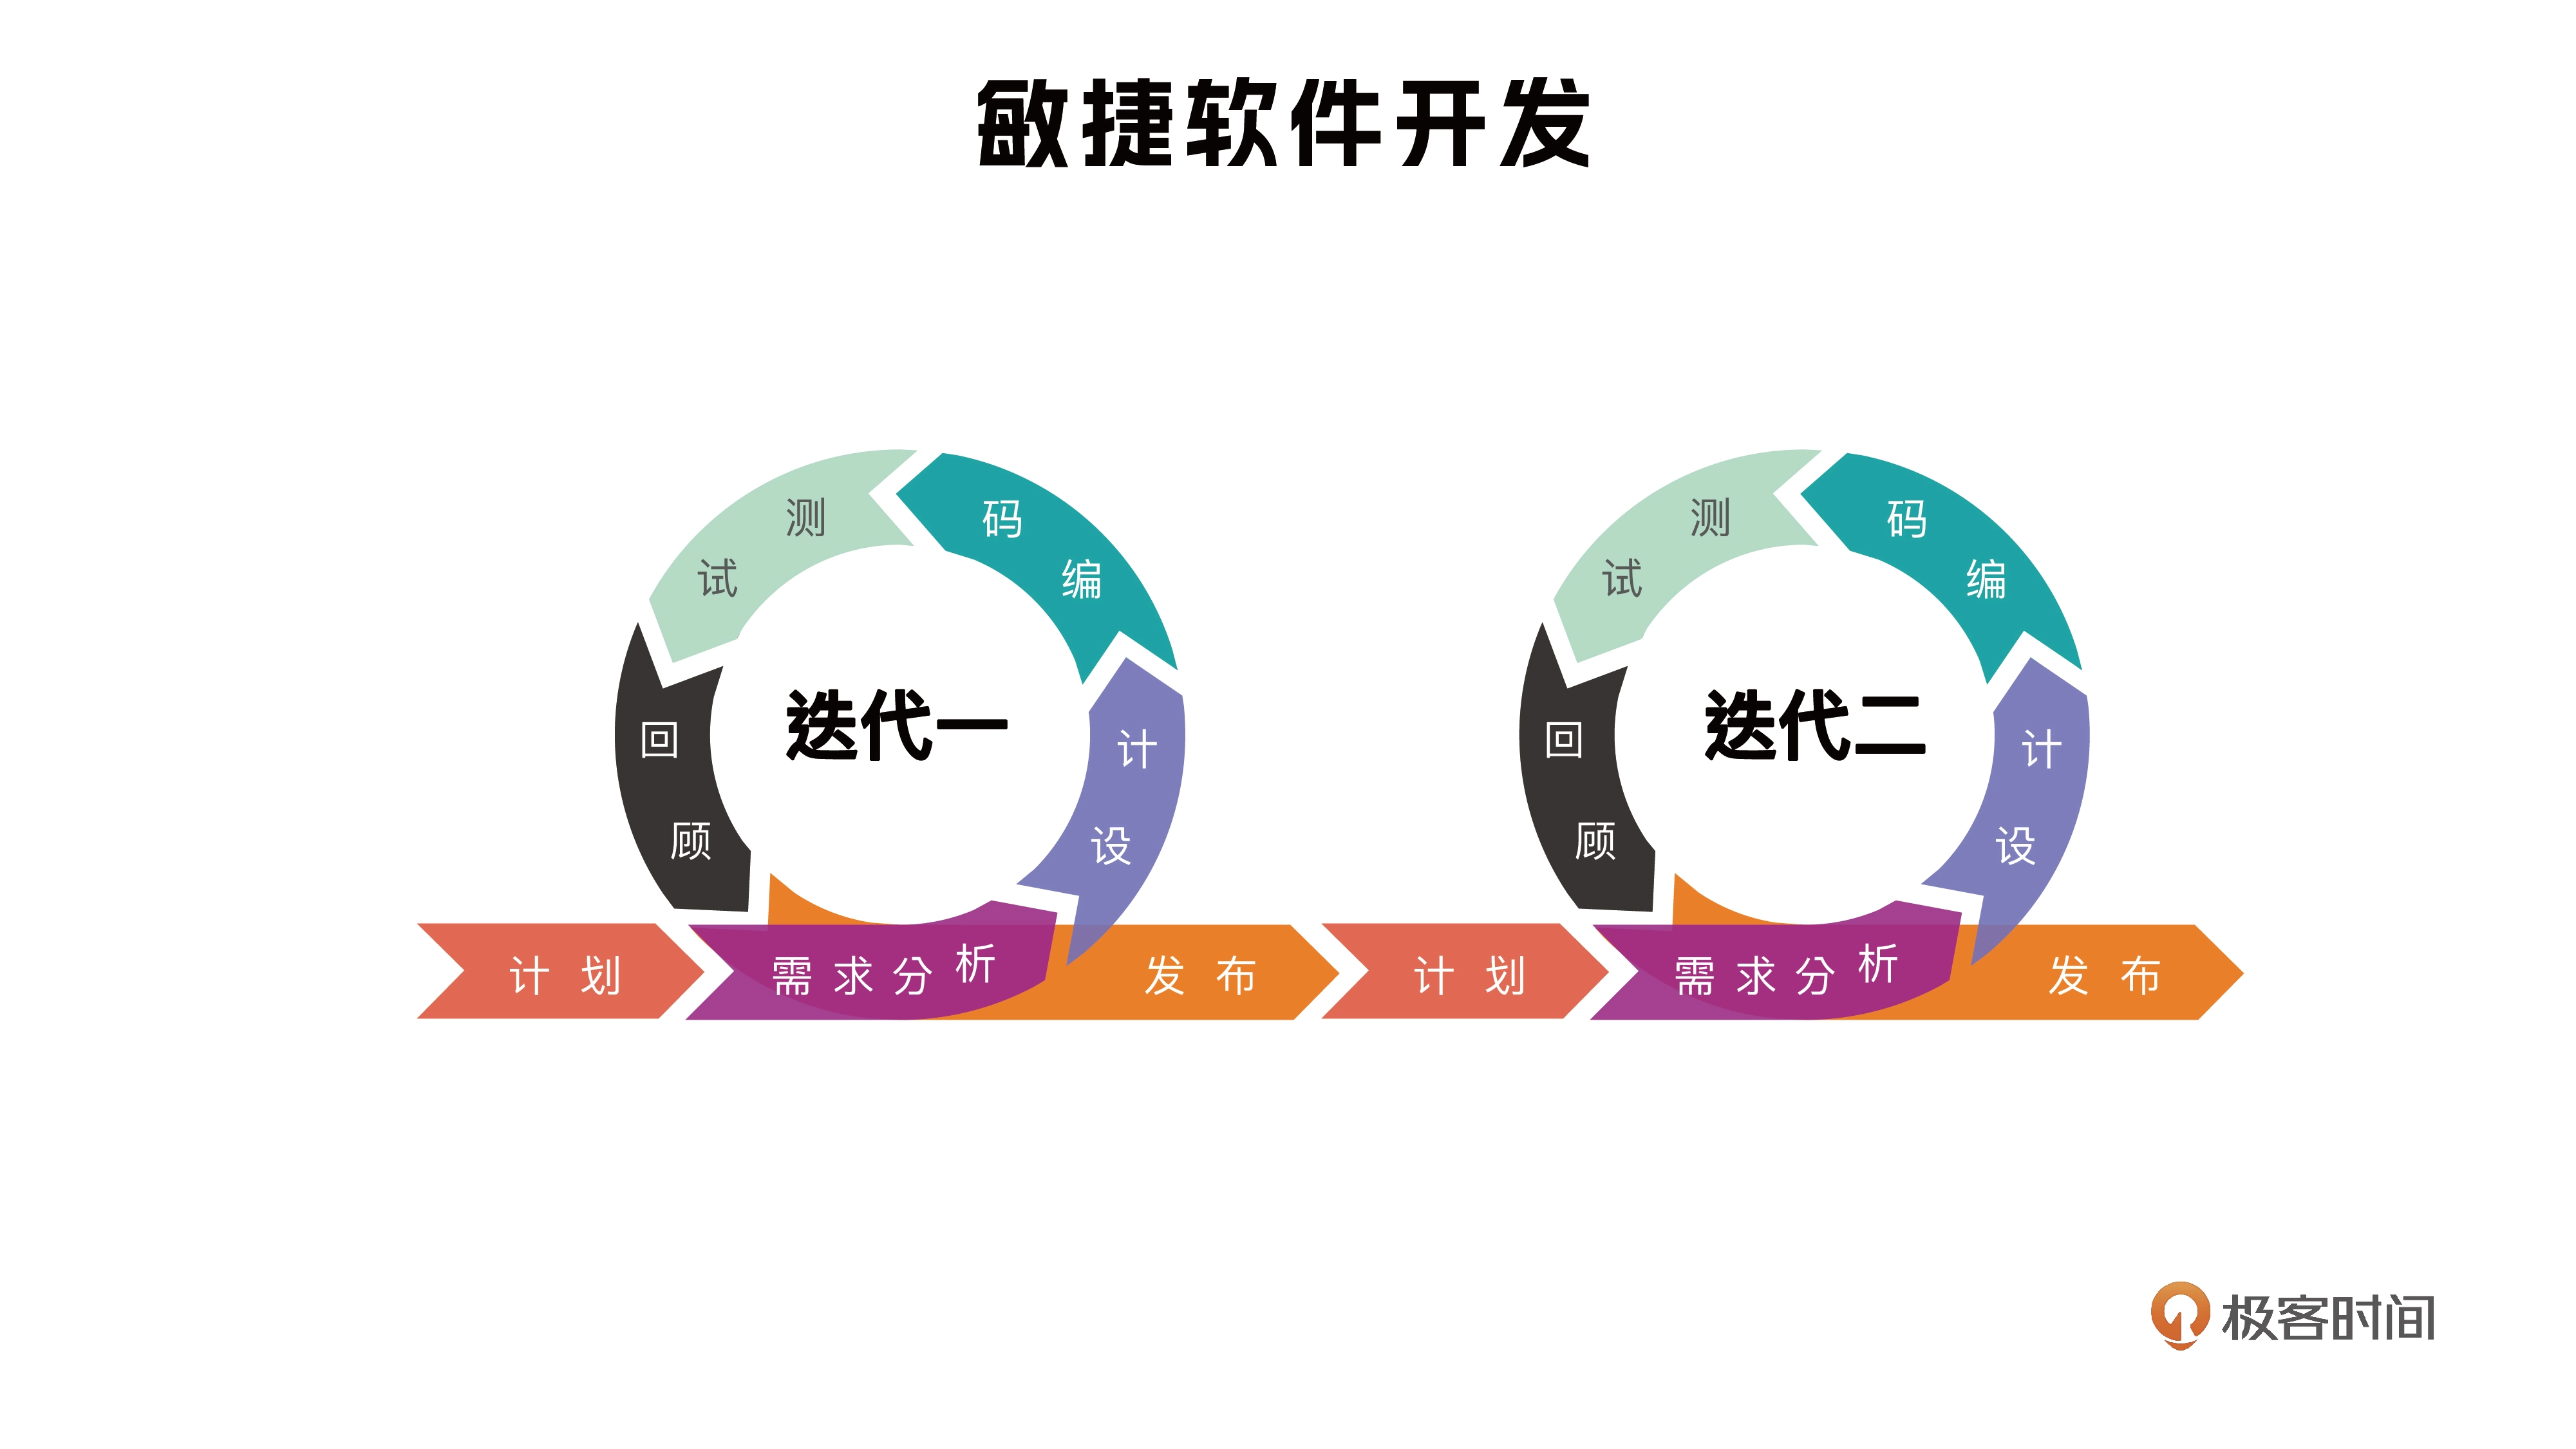 敏捷软件开发
迭代一
计划
需求分析
设计
编码
测试
回顾
发布
迭代二
计划
需求分析
设计
编码
测试
回顾
发布
极客时间